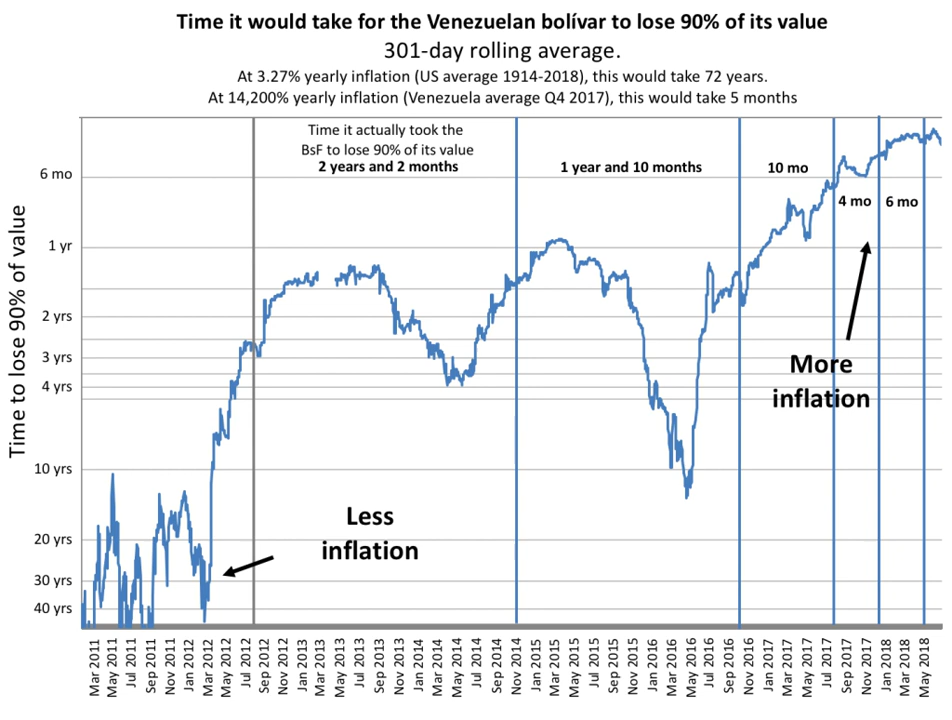 Time it would take for the Venezuelan bolívar to lose 90% of its value
301-day rolling average.
At 3.27% yearly inflation (US average 1914-2018), this would take 72 years.
At 14,200% yearly inflation (Venezuela average Q4 2017), this would take 5 months
Time it actually took the
BsF to lose 90% of its value
2 years and 2 months
1 year and 10 months
10 mo
4 mo
6 mo
Time to lose 90% of value
6 mo
1 yr
2 yrs
3 yrs
4 yrs
10 yrs
20 yrs
30 yrs
40 yrs
More
inflation
Less
inflation
Mar 2011
May 2011
Jul 2011
Sep 2011
Nov 2011
Jan 2012
Mar 2012
May 2012
Jul 2012
Sep 2012
Nov 2012
Jan 2013
Mar 2013
May 2013
Jul 2013
Sep 2013
Nov 2013
Jan 2014
Mar 2014
May 2014
Jul 2014
Sep 2014
Nov 2014
Jan 2015
Mar 2015
May 2015
Jul 2015
Sep 2015
Nov 2015
Jan 2016
Mar 2016
May 2016
Jul 2016
Sep 2016
Nov 2016
Jan 2017
Mar 2017
May 2017
Jul 2017
Sep 2017
Nov 2017
Jan 2018
Mar 2018
May 2018